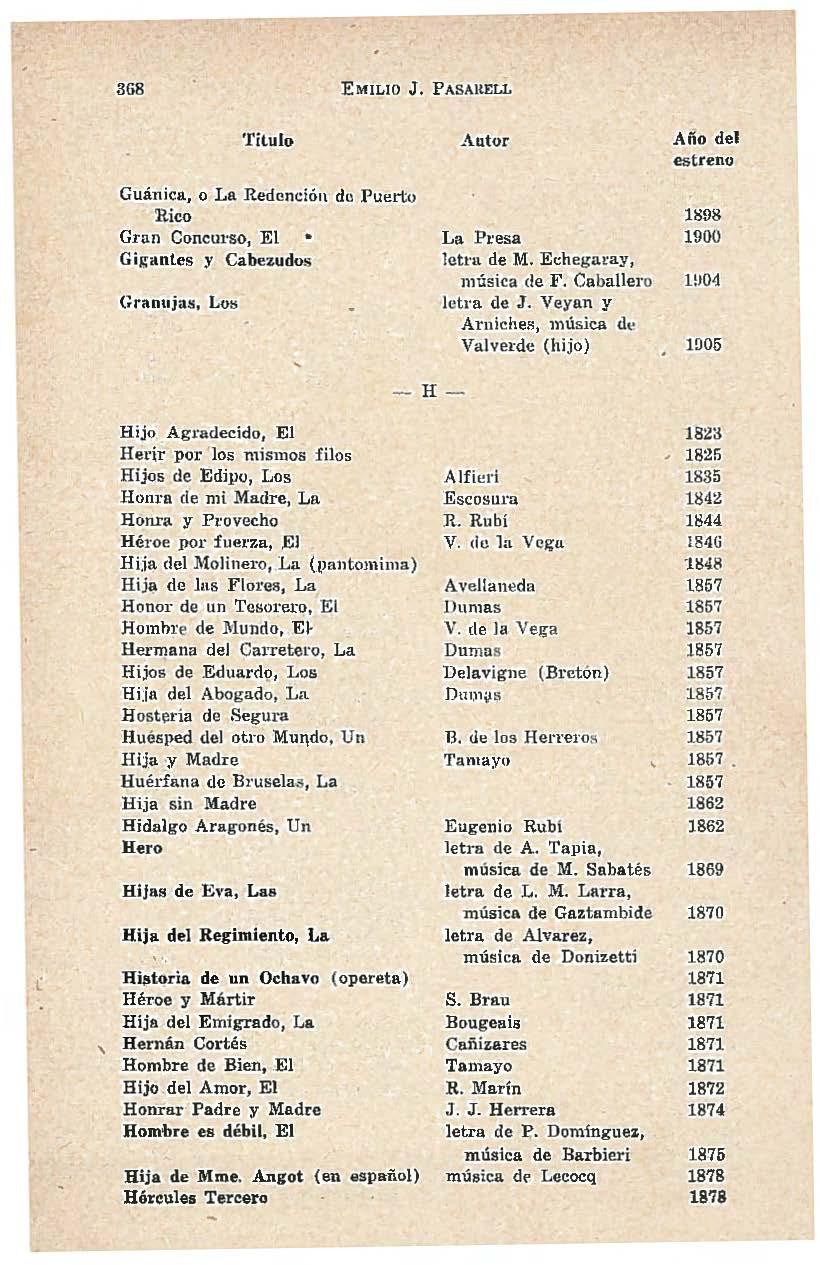 368 EMILIO J. PASARELL
Título Autor Año del
estreno
Guánica, o La Redención de Puerto
Rico 1898
Gran Concurso, El La Presa 1900
Gigantes y Cabezudos letra de M. Echegaray,
música de F. Caballero 1904
Granujas, Los letra de J. Veyan y
Arniches, música de
Valverde (hijo) 1905
— H —
Hijo Agradecido, El 1823
Herir por los mismos filos 1825
Hijos de Edipo, Los Alfieri 1835
Honra de mi Madre, La Escosura 1842
Honra y Provecho R. Rubí 1844
Héroe por fuerza, El V. de la Vega 1846
Hija del Molinero, La (pantomima) 1848
Hija de las Flores, La Avellaneda 1857
Honor de un Tesorero, El Dumas 1857
Hombre de Mundo, El V. de la Vega 1857
Hermana del Carretero, La Dumas 1857
Hijos de Eduardo, Los Delavigne (Bretón) 1857
Hija del Abogado, La Dumas 1857
Hostería de Segura 1857
Huésped del otro Mundo, Un B. de los Herreros 1857
Hija y Madre Tamayo 1857
Huérfana de Bruselas, La 1857
Hija sin Madre 1862
Hidalgo Aragonés, Un Eugenio Rubí 1862
Hero letra de A. Tapia,
música de M. Sabatés 1869
Hijas de Eva, Las letra de L. M. Larra,
música de Gaztambide 1870
Hija del Regimiento, La letra de Alvarez,
música de Donizetti 1870
Historia de un Ochavo (opereta) 1871
Héroe y Mártir S. Brau 1871
Hija del Emigrado, La Bougeais 1871
Hernán Cortés Cañizares 1871
Hombre de Bien, El Tamayo 1871
Hijo del Amor, El R. Marín 1872
Honrar Padre y Madre J. J. Herrera 1874
Hombre es débil, El letra de P. Domínguez,
música de Barbieri 1875
Hija de Mme. Angot (en español) música de Lecocq 1878
Hércules Tercero 1878